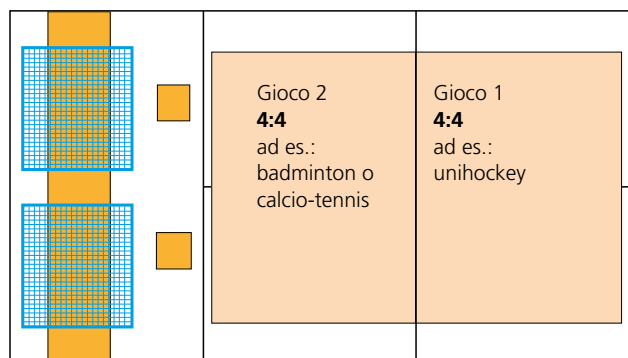 Gioco 2
4:4
ad es.:
badminton o
calcio-tennis
Gioco 1
4:4
ad es.:
unihockey